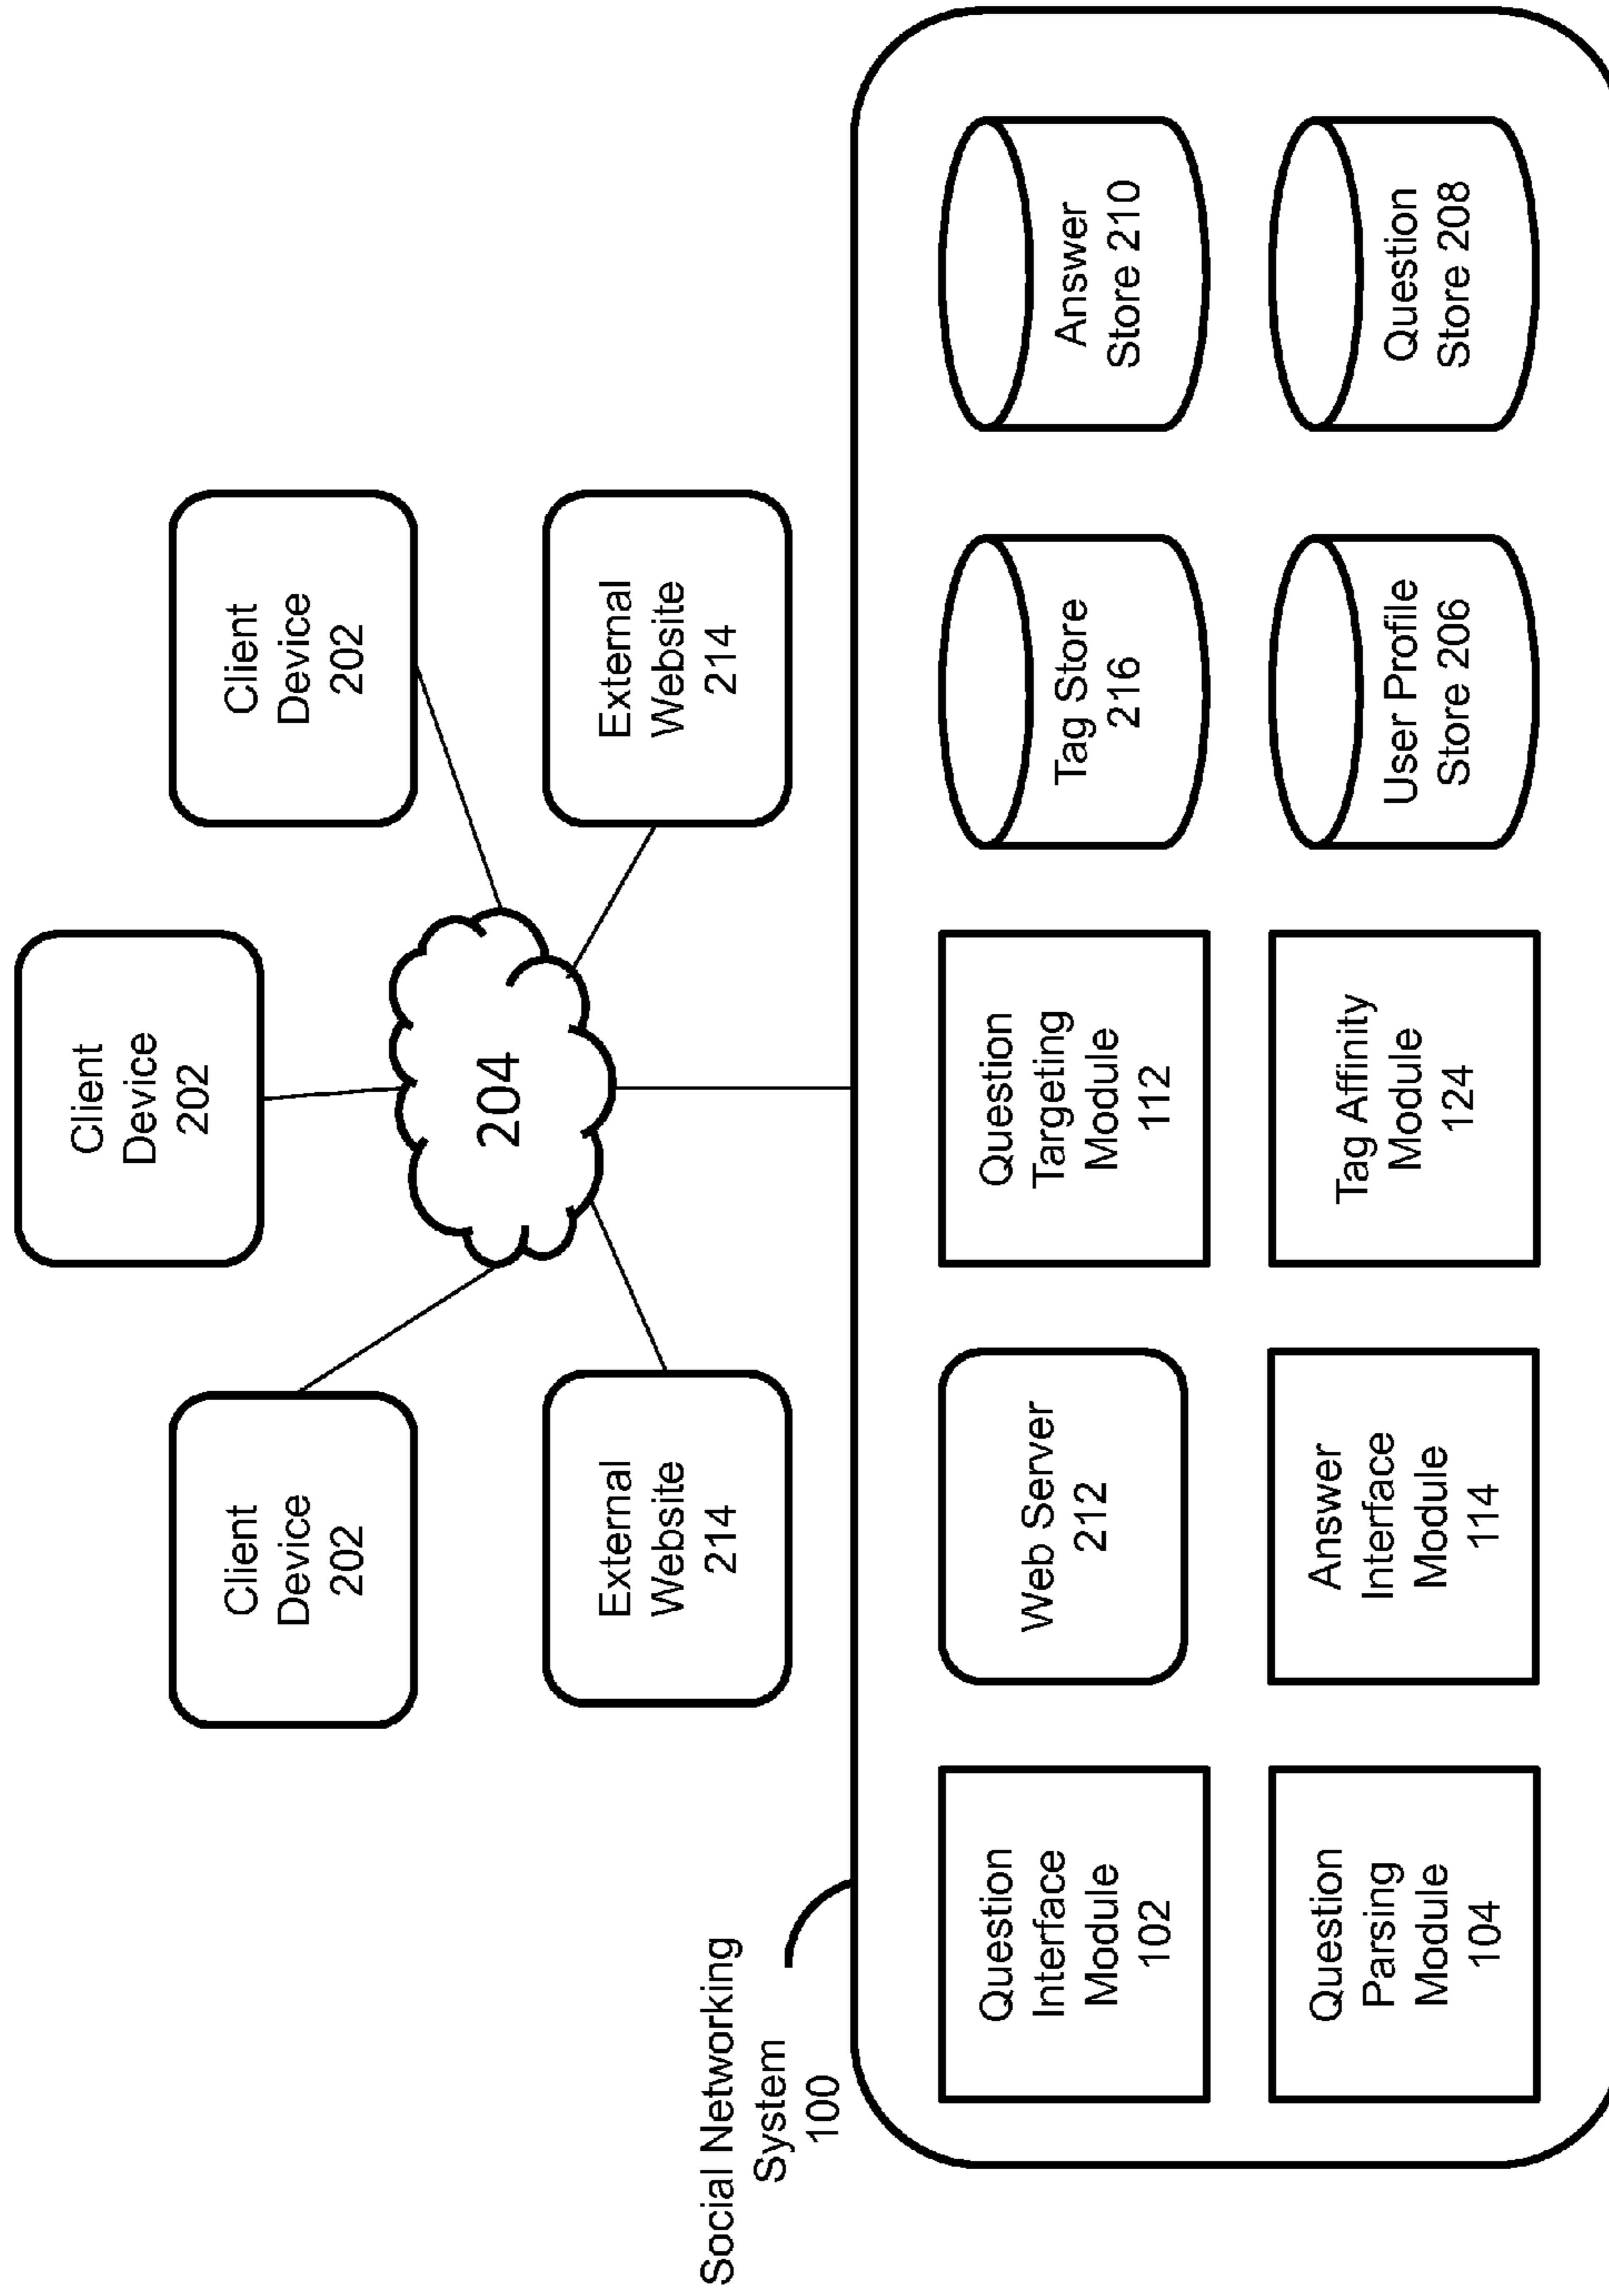 Client
Device
202
Client
Device
202
Client
Device
202
204
External
Website
214
External
Website
214
Social Networking
System
100
Question
Interface
Module
102
Web Server
212
Question
Targeting
Module
112
Tag Store
216
Answer
Store 210
Question
Parsing
Module
104
Answer
Interface
Module
114
Tag Affinity
Module
124
User Profile
Store 206
Question
Store 208